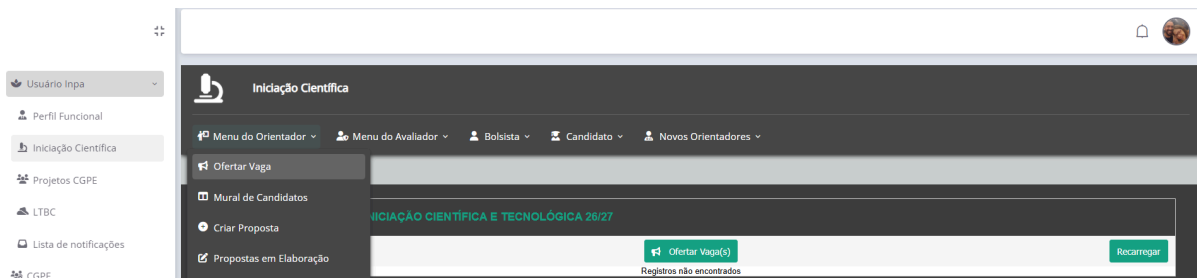 Usuário Inpa
Perfil Funcional
Iniciação Científica
Projetos CGPE
LTBC
Lista de notificações
CGPE
Iniciação Científica
Menu do Orientador
Menu do Avaliador
Bolsista
Candidato
Novos Orientadores
Ofertar Vaga
Mural de Candidatos
Criar Proposta
Propostas em Elaboração
NICIAÇÃO CIENTÍFICA E TECNOLÓGICA 26/27
Ofertar Vaga(s)
Recarregar
Registros não encontrados